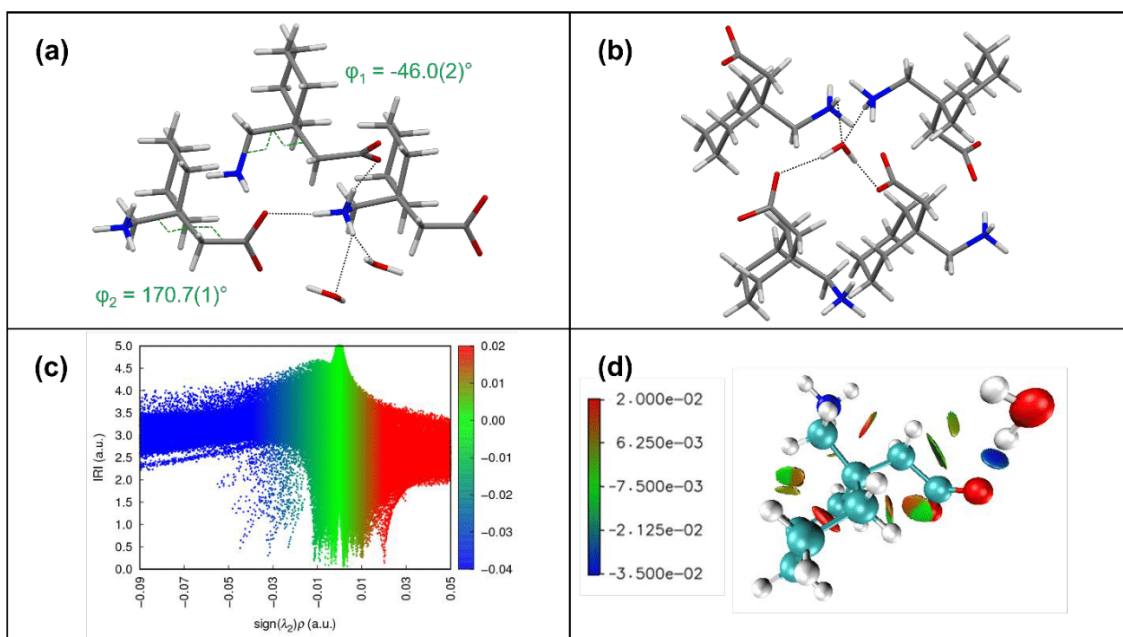 (a)
φ1 = -46.0(2)°
φ2 = 170.7(1)°
(b)
(c)
5.0
4.5
4.0
3.5
3.0
2.5
2.0
1.5
1.0
0.5
0.0
IRI (a.u.)
-0.09
-0.07
-0.05
-0.03
-0.01
0.01
0.03
0.05
sign(λ2)ρ (a.u.)
0.02
0.01
0.00
-0.01
-0.02
-0.03
-0.04
(d)
2.000e-02
6.250e-03
-7.500e-03
-2.125e-02
-3.500e-02